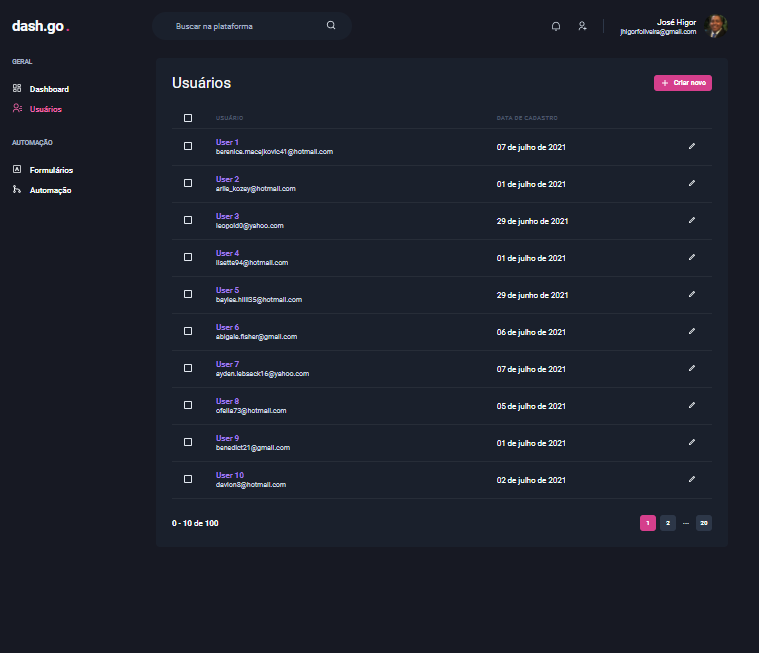 dash.go.
Buscar na plataforma
José Higor
jhigorfoliveira@gmail.com
GERAL
Dashboard
Usuários
AUTOMAÇÃO
Formulários
Automação
Usuários
+ Criar novo
USUÁRIO DATA DE CADASTRO
User 1
berenice.macejkovic41@hotmail.com
07 de julho de 2021
User 2
arlie_kozey@hotmail.com
01 de julho de 2021
User 3
leopold0@yahoo.com
29 de junho de 2021
User 4
lisette94@hotmail.com
01 de julho de 2021
User 5
baylee.hilll35@hotmail.com
29 de junho de 2021
User 6
abigale.fisher@gmail.com
06 de julho de 2021
User 7
ayden.lebsack16@yahoo.com
07 de julho de 2021
User 8
ofelia73@hotmail.com
05 de julho de 2021
User 9
benedict21@gmail.com
01 de julho de 2021
User 10
davion8@hotmail.com
02 de julho de 2021
0 - 10 de 100
1 2 ... 20